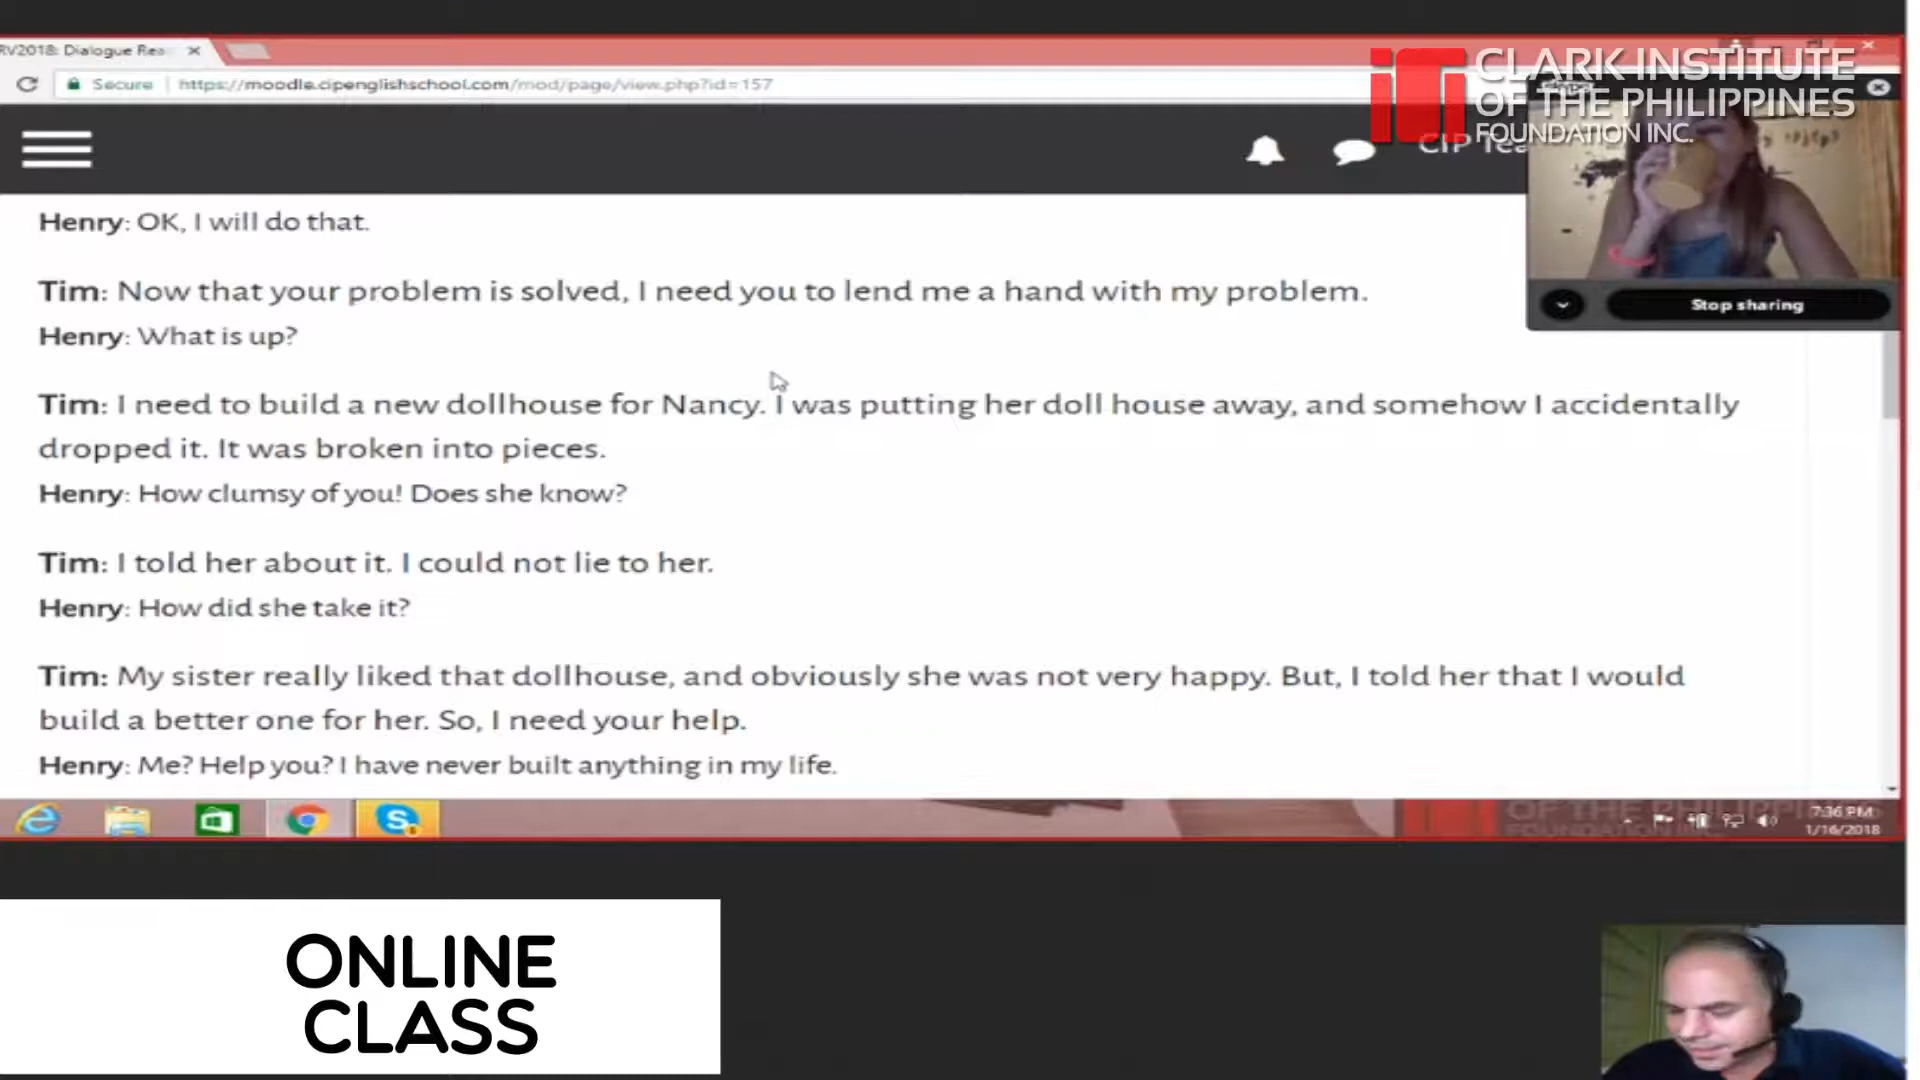 RV2018: Dialogue Rea
Secure https://moodle.cipenglishschool.com/mod/page/view.php?id=157
CLARK INSTITUTE
OF THE PHILIPPINES
FOUNDATION INC.
CIP Tea
Stop sharing
Henry: OK, I will do that.
Tim: Now that your problem is solved, I need you to lend me a hand with my problem.
Henry: What is up?
Tim: I need to build a new dollhouse for Nancy. I was putting her doll house away, and somehow I accidentally
dropped it. It was broken into pieces.
Henry: How clumsy of you! Does she know?
Tim: I told her about it. I could not lie to her.
Henry: How did she take it?
Tim: My sister really liked that dollhouse, and obviously she was not very happy. But, I told her that I would
build a better one for her. So, I need your help.
Henry: Me? Help you? I have never built anything in my life.
OF THE PHILIPPI
FOUNDATION INC.
7:36 PM
1/16/2018
ONLINE
CLASS